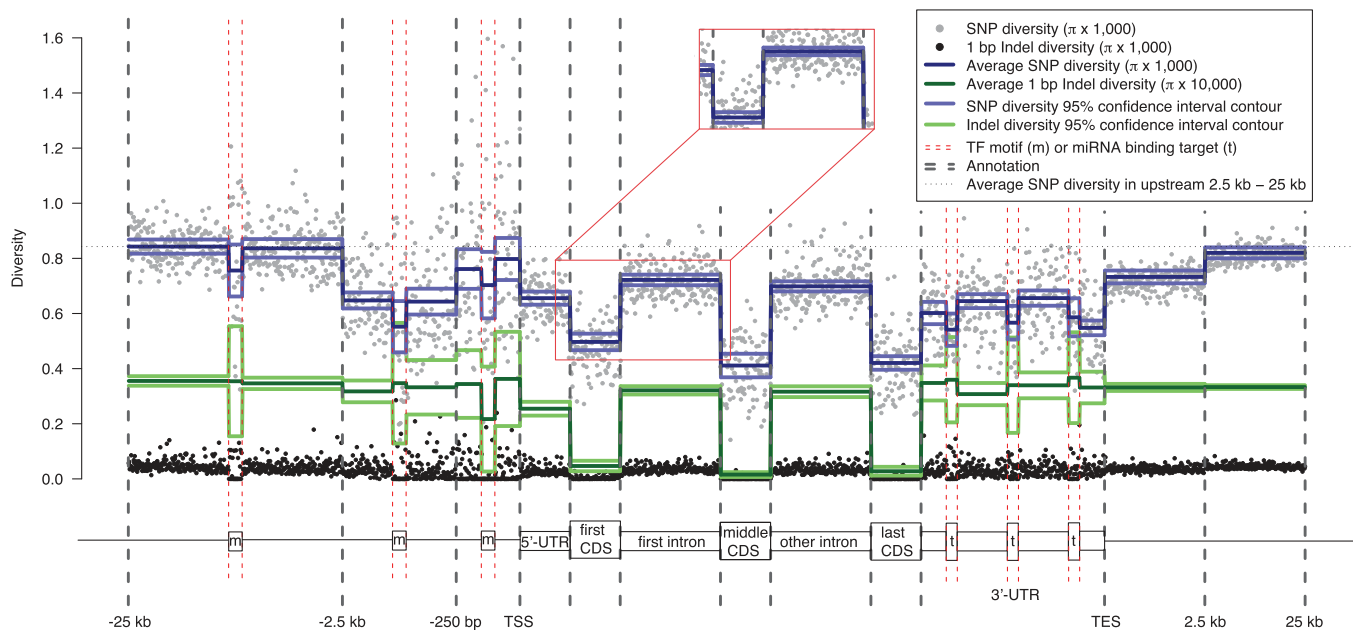 SNP diversity (π x 1,000)
1 bp Indel diversity (π x 1,000)
Average SNP diversity (π x 1,000)
Average 1 bp Indel diversity (π x 10,000)
SNP diversity 95% confidence interval contour
Indel diversity 95% confidence interval contour
TF motif (m) or miRNA binding target (t)
Annotation
Average SNP diversity in upstream 2.5 kb – 25 kb
Diversity
1.6
1.4
1.2
1.0
0.8
0.6
0.4
0.2
0.0
m
m
m
5'-UTR
first
CDS
first intron
middle
CDS
other intron
last
CDS
t
t
t
3'-UTR
-25 kb
-2.5 kb
-250 bp
TSS
TES
2.5 kb
25 kb